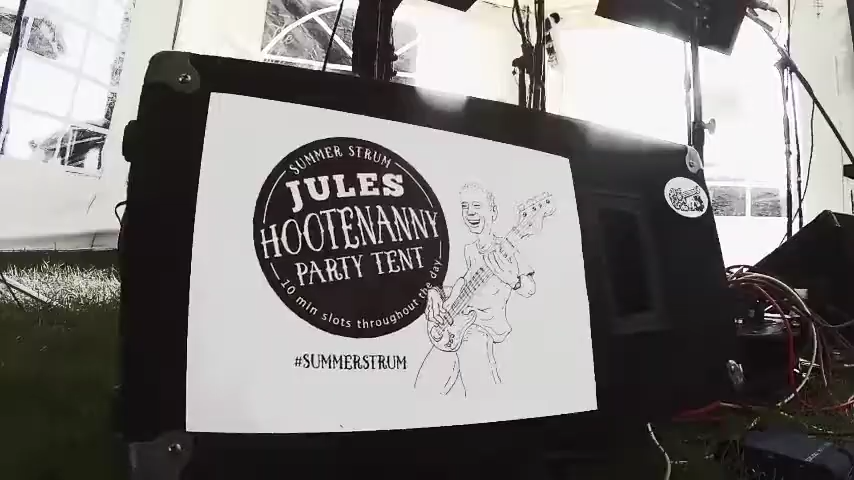 SUMMER STRUM
JULES
HOOTENANNY
PARTY TENT
10 min slots throughout the day
#SUMMERSTRUM